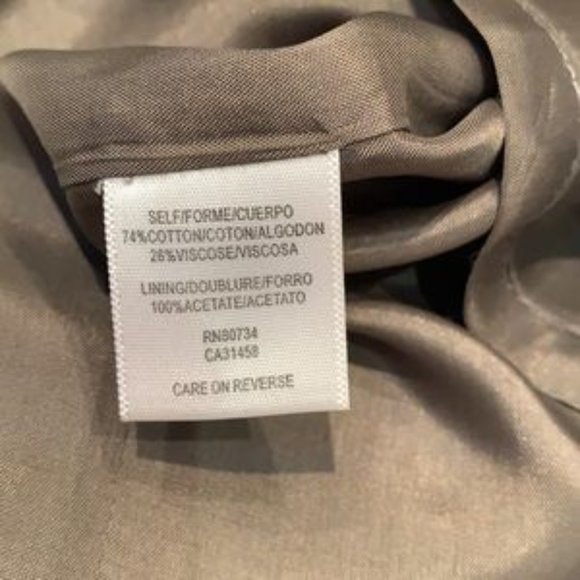 SELF/FORME/CUERPO
74%COTTON/COTON/ALGODON
26%VISCOSE/VISCOSA
LINING/DOUBLURE/FORRO
100%ACETATE/ACETATO
RN80734
CA31458
CARE ON REVERSE